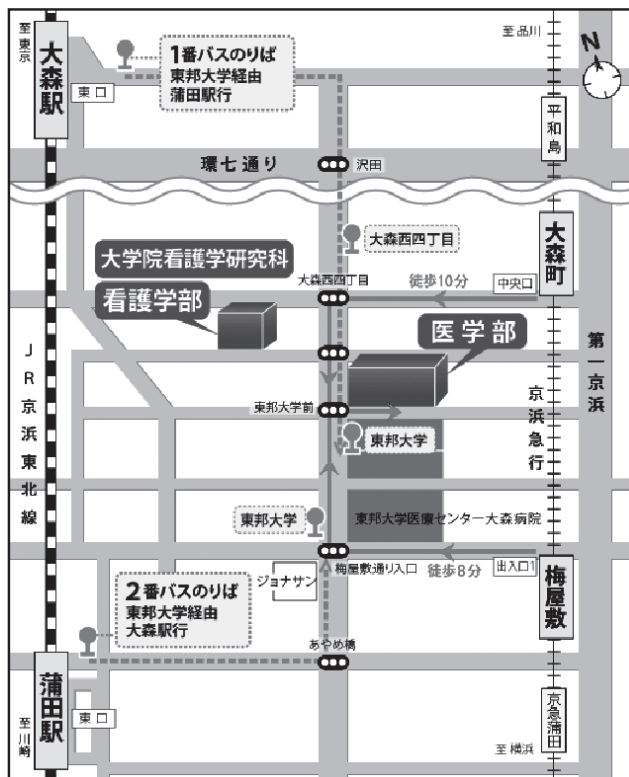 至東京
大森駅
東口
1番バスのりば
東邦大学経由
蒲田駅行
至品川
N
平和島
環七通り
沢田
大森西四丁目
大森町
大学院看護学研究科
看護学部
大森西四丁目
徒歩10分
中央口
医学部
第一京浜
JR京浜東北線
京浜急行
東邦大学前
東邦大学
東邦大学
東邦大学医療センター大森病院
ジョナサン
梅屋敷通り入口
徒歩8分
出入口1
梅屋敷
2番バスのりば
東邦大学経由
大森駅行
あやめ橋
蒲田駅
東口
至川崎
京急蒲田
至横浜